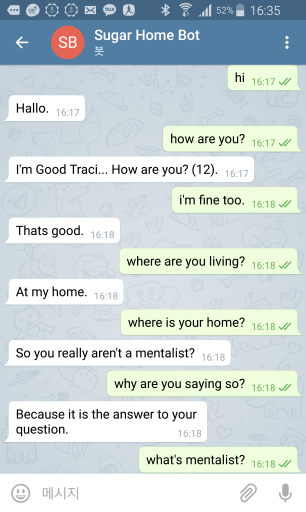 52% 16:35
SB Sugar Home Bot
봇
hi 16:17
Hallo. 16:17
how are you? 16:17
I'm Good Traci... How are you? (12). 16:17
i'm fine too. 16:18
Thats good. 16:18
where are you living? 16:18
At my home. 16:18
where is your home? 16:18
So you really aren't a mentalist? 16:18
why are you saying so? 16:18
Because it is the answer to your
question. 16:18
what's mentalist? 16:18
메시지